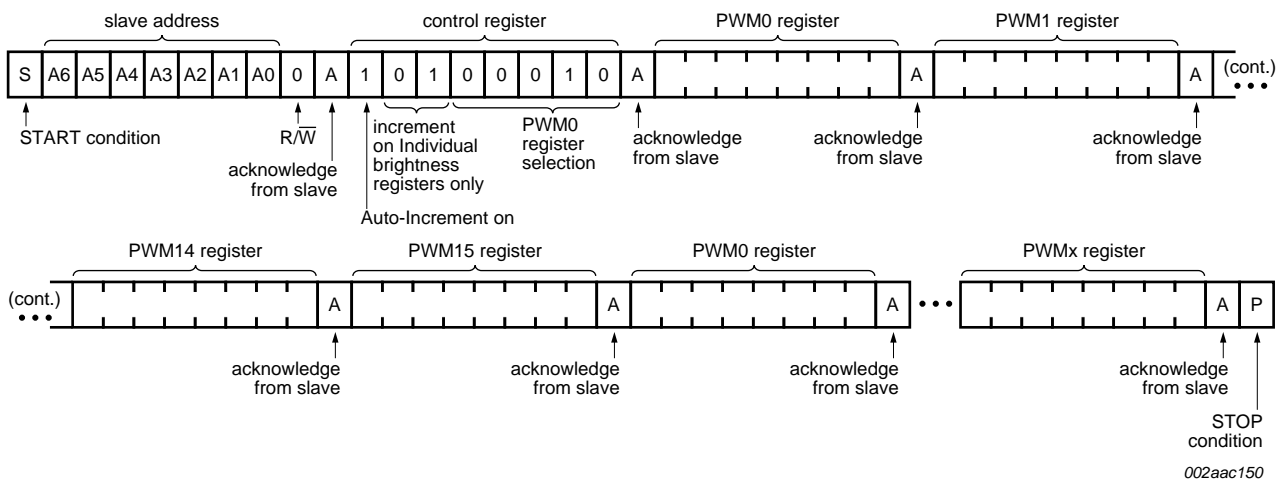 slave address control register PWM0 register PWM1 register
S A6 A5 A4 A3 A2 A1 A0 0 A 1 0 1 0 0 0 1 0 A A A (cont.)
START condition
R/W̅
acknowledge
from slave
Auto-Increment on
increment
on Individual
brightness
registers only
PWM0
register
selection
acknowledge
from slave
acknowledge
from slave
acknowledge
from slave
PWM14 register PWM15 register PWM0 register PWMx register
(cont.) A A A A P
acknowledge
from slave
acknowledge
from slave
acknowledge
from slave
acknowledge
from slave
STOP
condition
002aac150